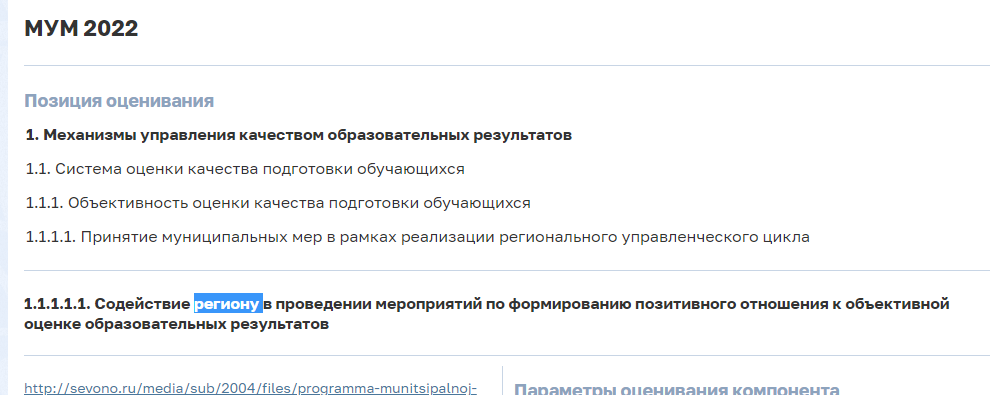 МУМ 2022
Позиция оценивания
1. Механизмы управления качеством образовательных результатов
1.1. Система оценки качества подготовки обучающихся
1.1.1. Объективность оценки качества подготовки обучающихся
1.1.1.1. Принятие муниципальных мер в рамках реализации регионального управленческого цикла
1.1.1.1.1. Содействие региону в проведении мероприятий по формированию позитивного отношения к объективной
оценке образовательных результатов
http://sevono.ru/media/sub/2004/files/programma-munitsipalnoj-
Параметры оценивания компонента